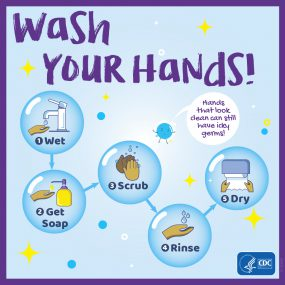 Wash
YOUR HANDS!
Hands
that look
clean can still
have icky
germs!
1 Wet
2 Get
Soap
3 Scrub
4 Rinse
5 Dry
CDC